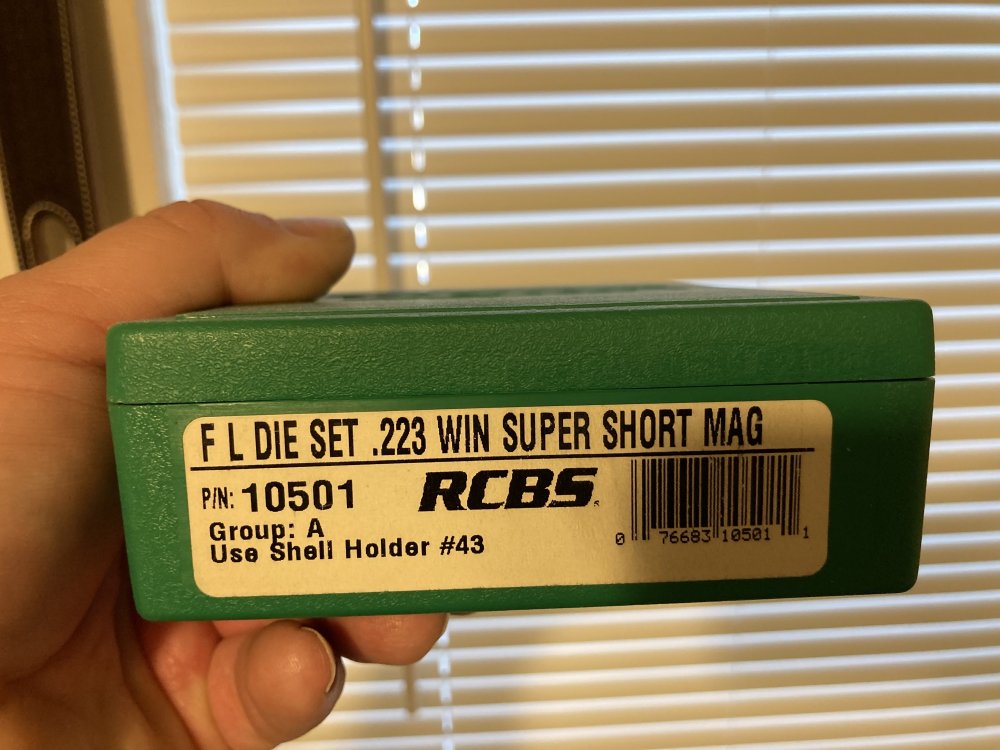 F L DIE SET .223 WIN SUPER SHORT MAG
P/N: 10501
RCBS
Group: A
Use Shell Holder #43
0 76683 10501 1